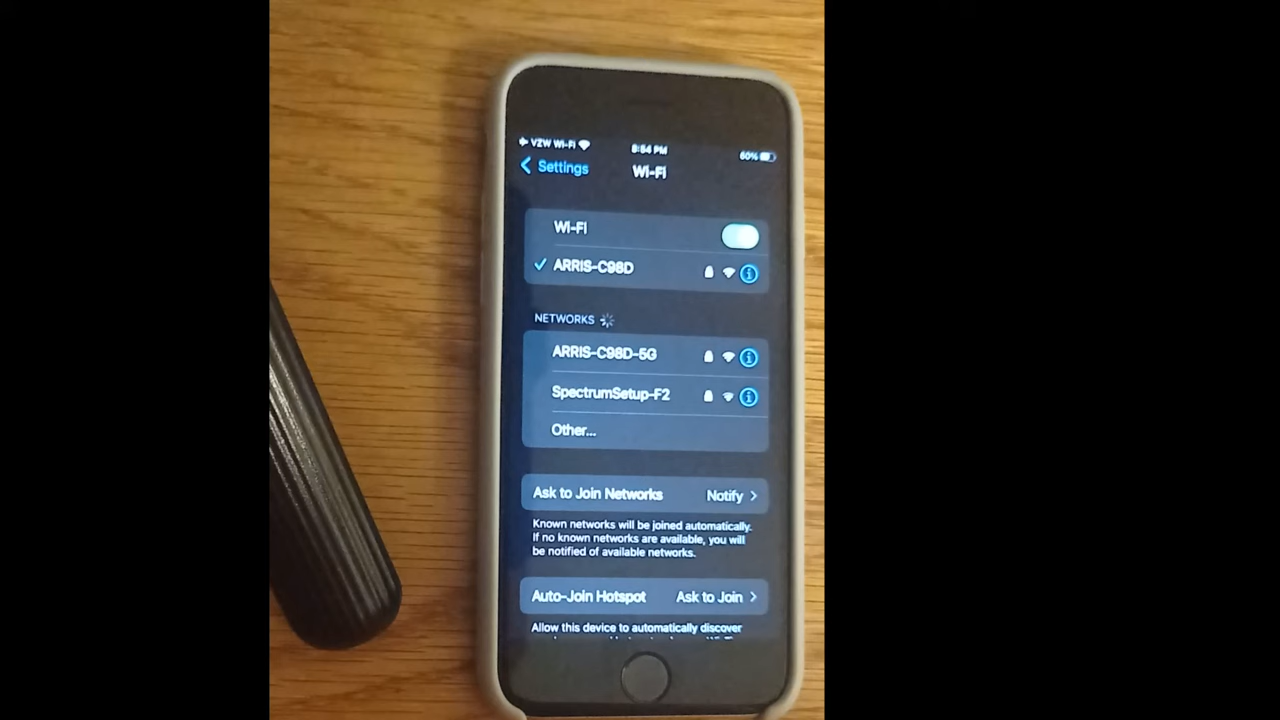 VZW Wi-Fi 8:54 PM 60%
Settings Wi-Fi
Wi-Fi
ARRIS-C98D
NETWORKS
ARRIS-C98D-5G
SpectrumSetup-F2
Other...
Ask to Join Networks Notify
Known networks will be joined automatically.
If no known networks are available, you will
be notified of available networks.
Auto-Join Hotspot Ask to Join
Allow this device to automatically discover